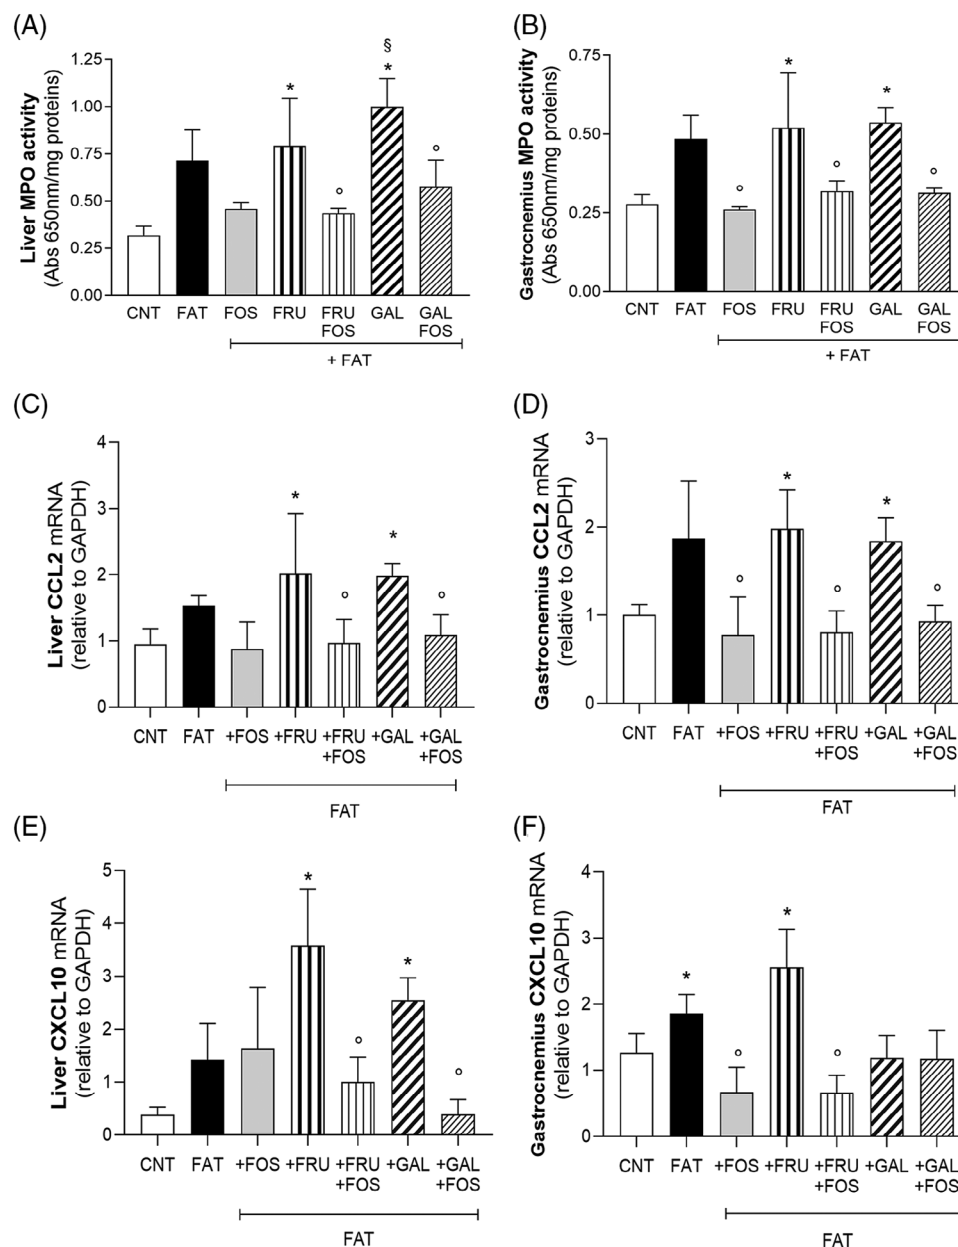 (A)
Liver MPO activity
(Abs 650nm/mg proteins)
1.25
1.00
0.75
0.50
0.25
0.00
*
°
§
*
°
CNT FAT FOS FRU FRU GAL GAL
FOS FOS
+ FAT
(B)
Gastrocnemius MPO activity
(Abs 650nm/mg proteins)
0.75
0.50
0.25
0.00
°
*
°
*
°
CNT FAT FOS FRU FRU GAL GAL
FOS FOS
+ FAT
(C)
Liver CCL2 mRNA
(relative to GAPDH)
4
3
2
1
0
*
°
*
°
CNT FAT +FOS +FRU +FRU +GAL +GAL
+FOS +FOS
FAT
(D)
Gastrocnemius CCL2 mRNA
(relative to GAPDH)
3
2
1
0
°
*
°
*
°
CNT FAT +FOS +FRU +FRU +GAL +GAL
+FOS +FOS
FAT
(E)
Liver CXCL10 mRNA
(relative to GAPDH)
5
4
3
2
1
0
*
°
*
°
CNT FAT +FOS +FRU +FRU +GAL +GAL
+FOS +FOS
FAT
(F)
Gastrocnemius CXCL10 mRNA
(relative to GAPDH)
4
3
2
1
0
*
°
*
°
CNT FAT +FOS +FRU +FRU +GAL +GAL
+FOS +FOS
FAT